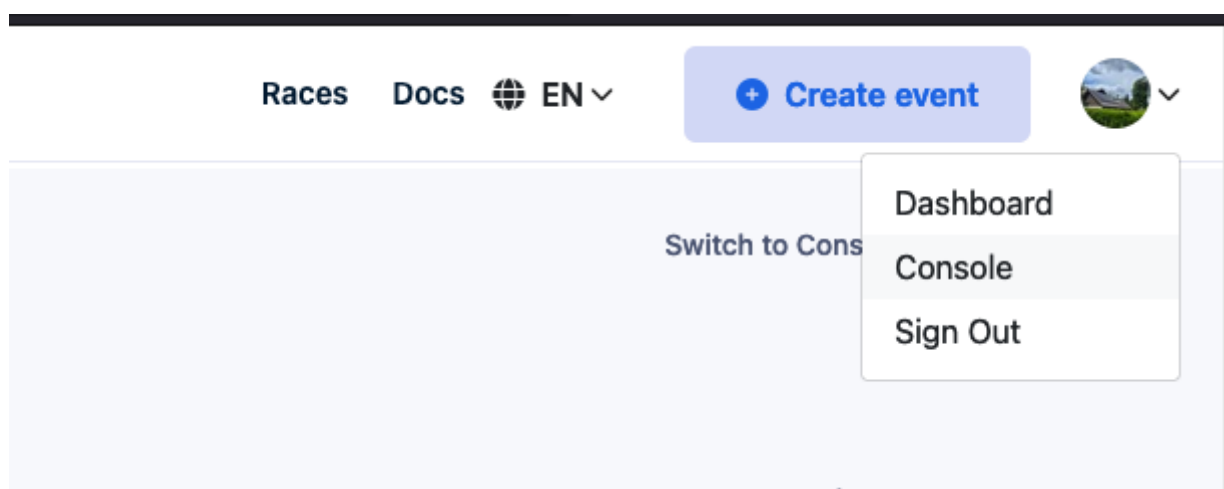 Races Docs EN Create event
Dashboard
Switch to Cons
Console
Sign Out